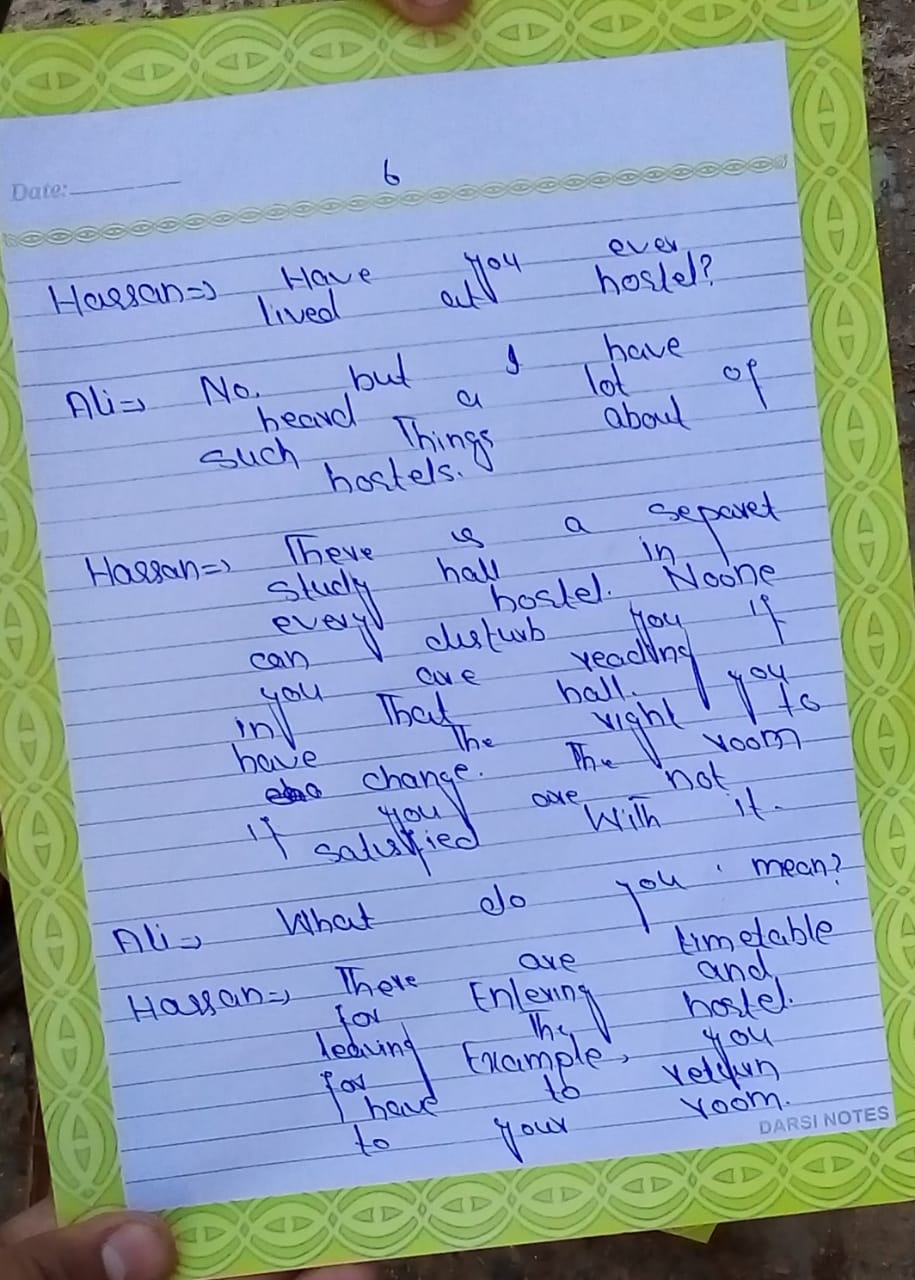 Date:
6
Hassan=> Have you ever
lived at hostel?
Ali=> No. but I have
heard a lot of
such Things about
hostels.
Hassan=> There is a separet
study hall in
every hostel. Noone
can disturb you if
you are reading
in That hall. you
have The right to
change. The room
if you are not
satisfied With it.
Ali=> What do you mean?
Hassan=> There are timetable
for Entering and
leaving The hostel.
for Example, you
have to return
to your room.
DARSI NOTES